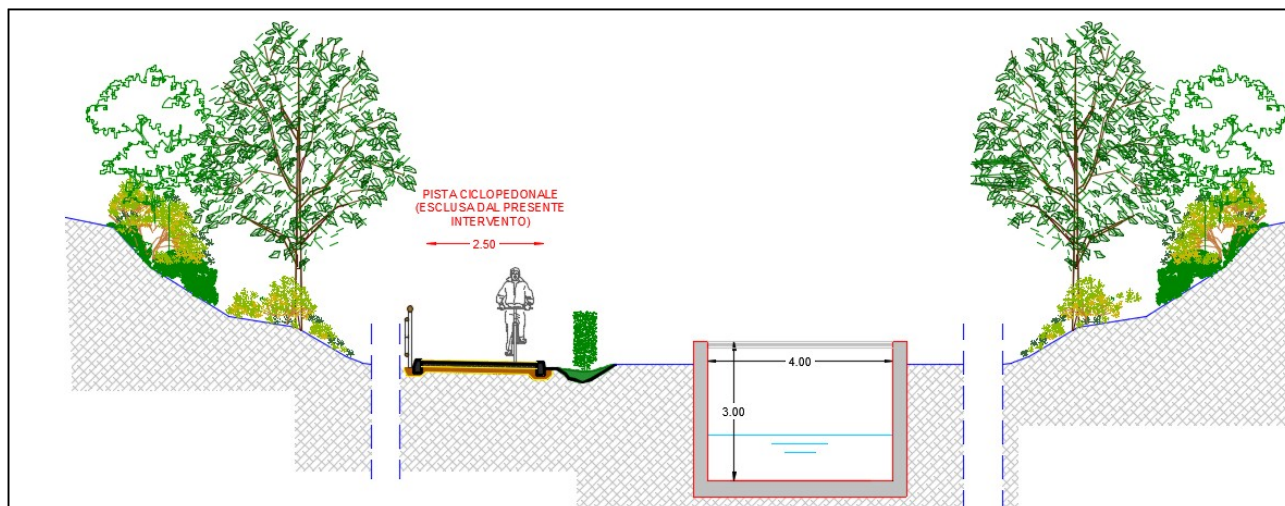 PISTA CICLOPEDONALE
(ESCLUSA DAL PRESENTE
INTERVENTO)
2.50
4.00
3.00